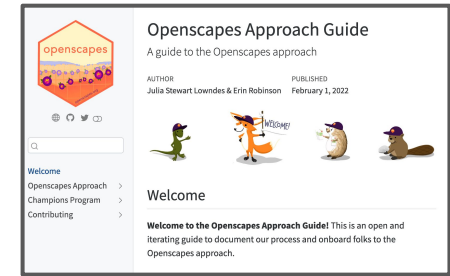 openscapes
Welcome
Openscapes Approach
Champions Program
Contributing
Openscapes Approach Guide
A guide to the Openscapes approach
AUTHOR
PUBLISHED
Julia Stewart Lowndes & Erin Robinson
February 1, 2022
WELCOME!
Welcome
Welcome to the Openscapes Approach Guide! This is an open and
iterating guide to document our process and onboard folks to the
Openscapes approach.